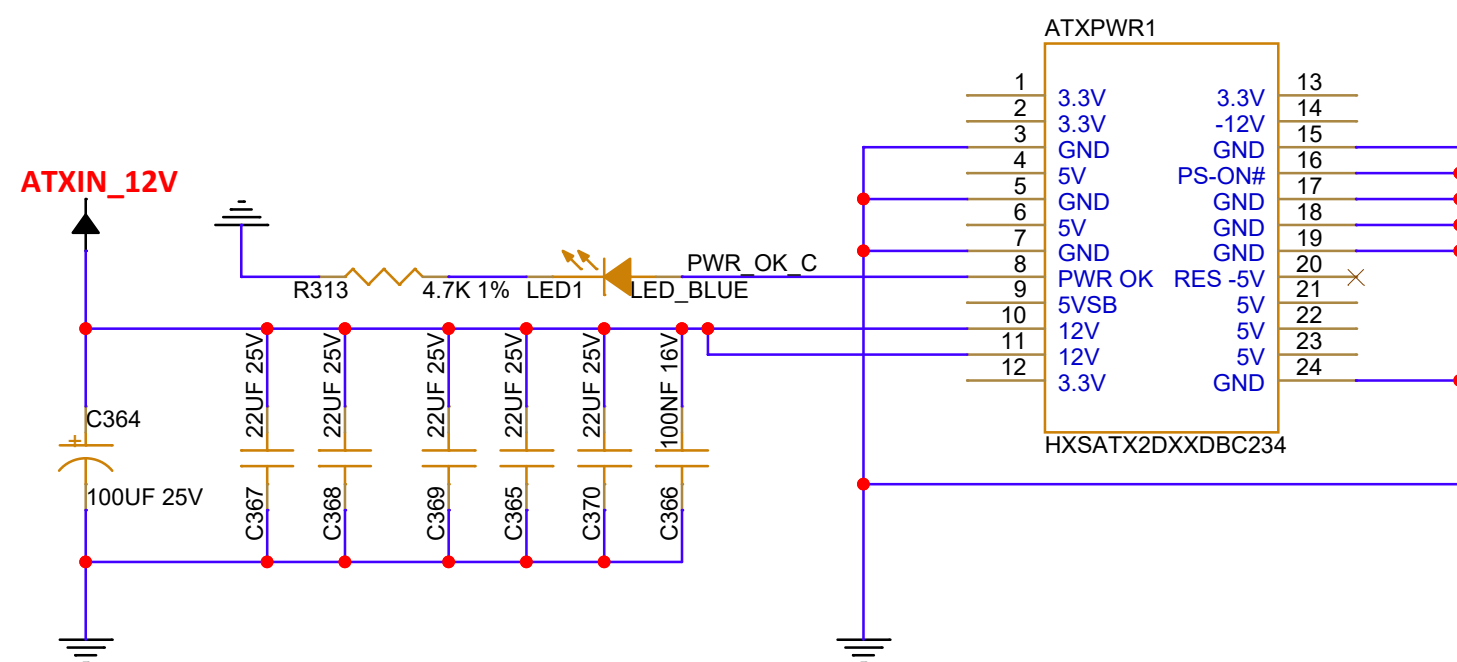 ATXPWR1
1 3.3V 3.3V 13
2 3.3V -12V 14
3 GND GND 15
4 5V PS-ON# 16
5 GND GND 17
6 5V GND 18
7 GND GND 19
8 PWR OK RES -5V 20
9 5VSB 5V 21
10 12V 5V 22
11 12V 5V 23
12 3.3V GND 24
HXSATX2DXXDBC234
ATXIN_12V
R313 4.7K 1% LED1 LED_BLUE PWR_OK_C
C364
+
100UF 25V
22UF 25V
C367
22UF 25V
C368
22UF 25V
C369
22UF 25V
C365
22UF 25V
C370
100NF 16V
C366